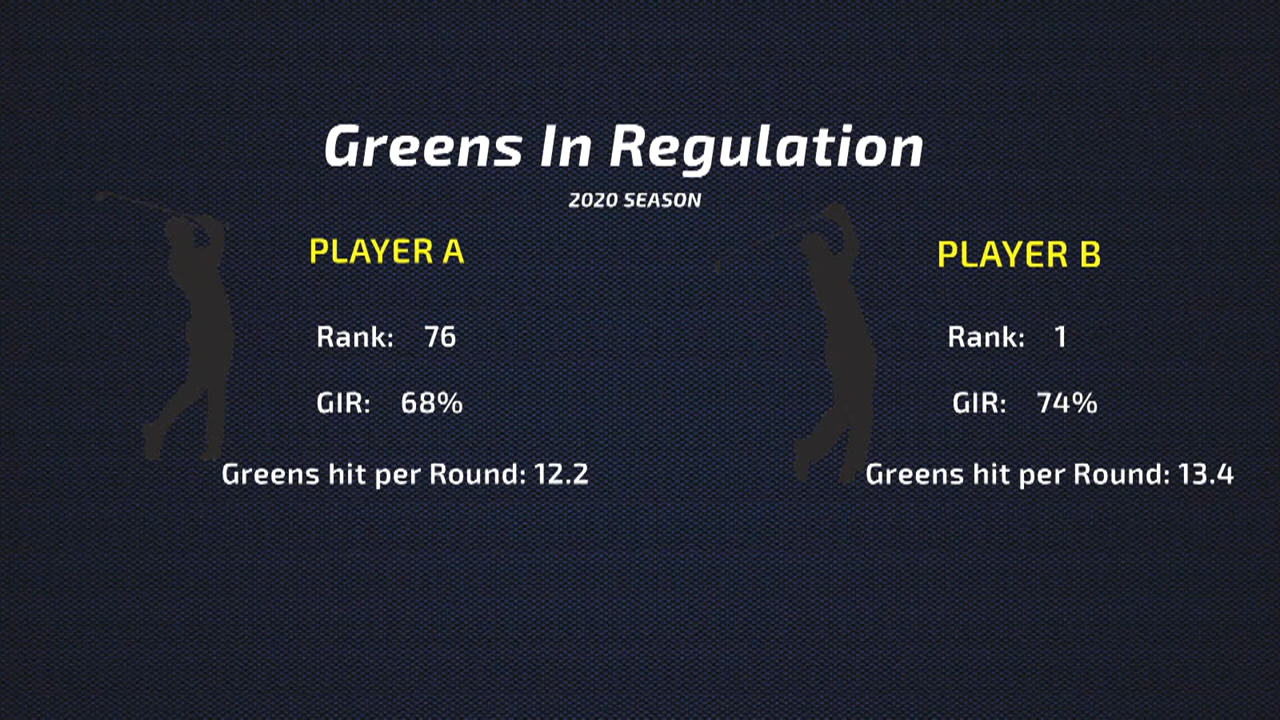 Greens In Regulation
2020 SEASON
PLAYER A
Rank: 76
GIR: 68%
Greens hit per Round: 12.2
PLAYER B
Rank: 1
GIR: 74%
Greens hit per Round: 13.4